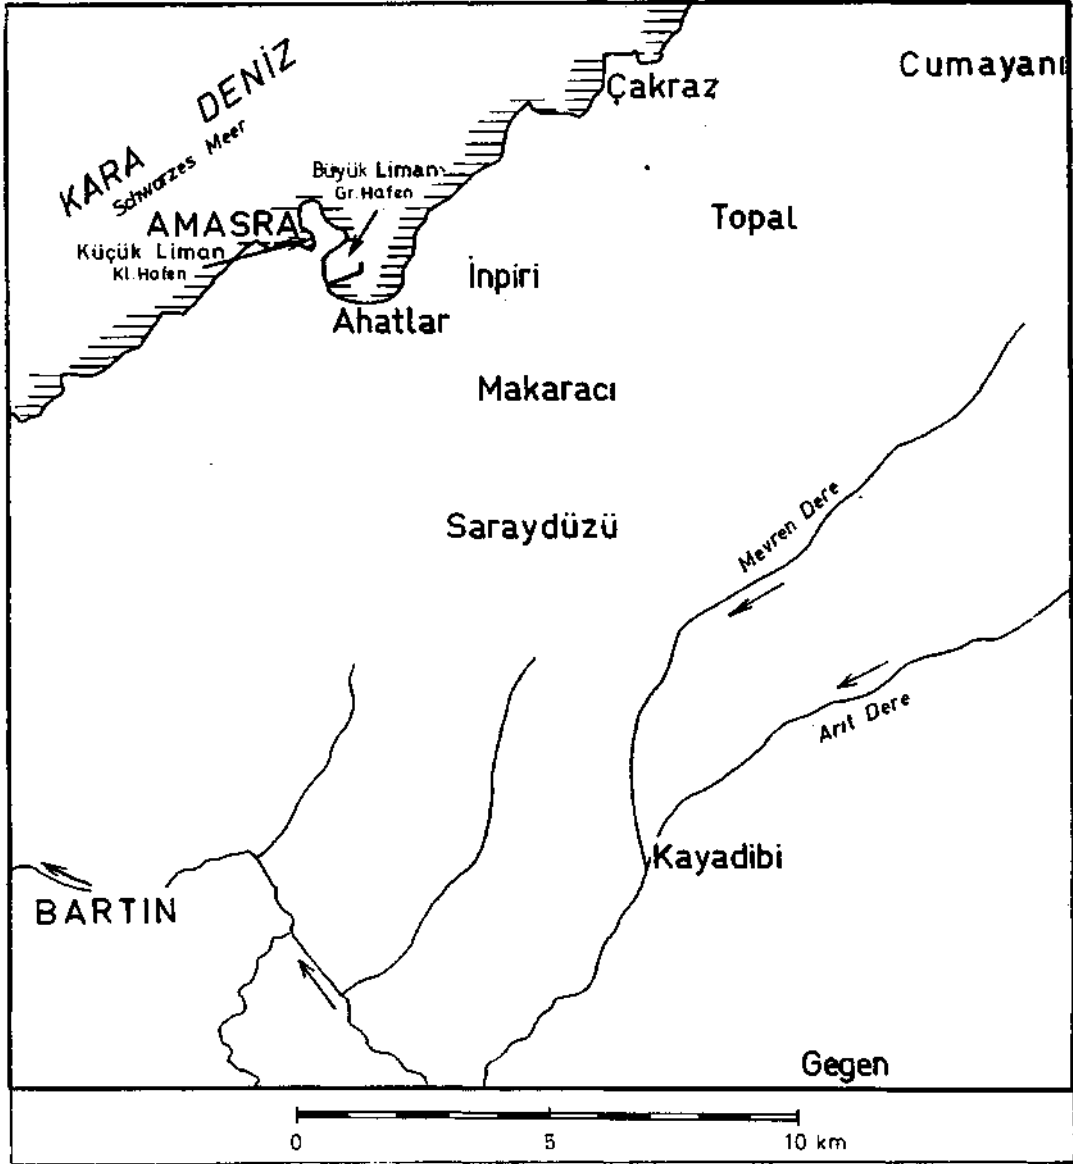 Cumayanı
Çakraz
KARA DENİZ
Schwarzes Meer
Büyük Liman
Gr. Hafen
AMASRA
Topal
Küçük Liman
Kl. Hafen
İnpiri
Ahatlar
Makaracı
Saraydüzü
Mevren Dere
Arıt Dere
Kayadibi
BARTIN
Gegen
0 5 10 km